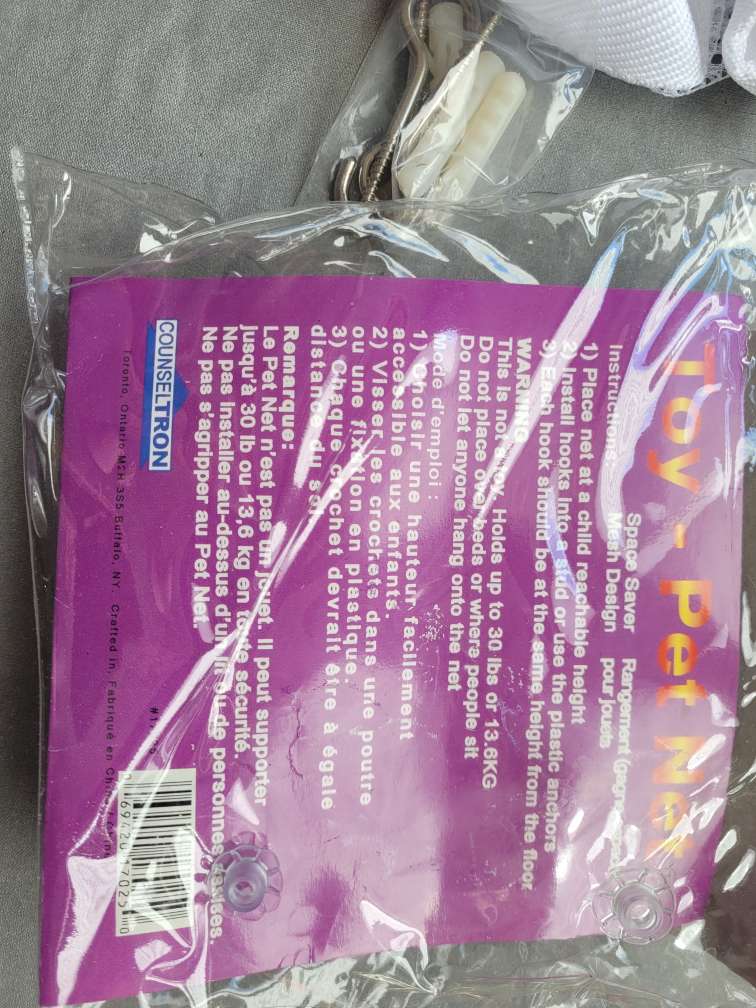 Toy - Pet Net
Space Saver
Mesh Design
Rangement (gagne
pour jouets
Instructions:
1) Place net at a child reachable height
2) Install hooks into a stud or use the plastic anchors
3) Each hook should be at the same height from the floor
WARNING
This is not a toy. Holds up to 30 lbs or 13.6KG
Do not place over beds or where people sit
Do not let anyone hang onto the net
Mode d'emploi :
1) Choisir une hauteur facilement
accessible aux enfants.
2) Visser les crochets dans une poutre
ou une fixation en plastique.
3) Chaque crochet devrait être à égale
distance du sol
Remarque:
Le Pet Net n'est pas un jouet. Il peut supporter
jusqu'à 30 lb ou 13,6 kg en toute sécurité.
Ne pas installer au-dessus d'un lit ou de personnes assises.
Ne pas s'agripper au Pet Net.
COUNSELTRON
Toronto, Ontario M2H 3S5 Buffalo, NY. Crafted in, Fabriqué en China / Chine
69420 17025